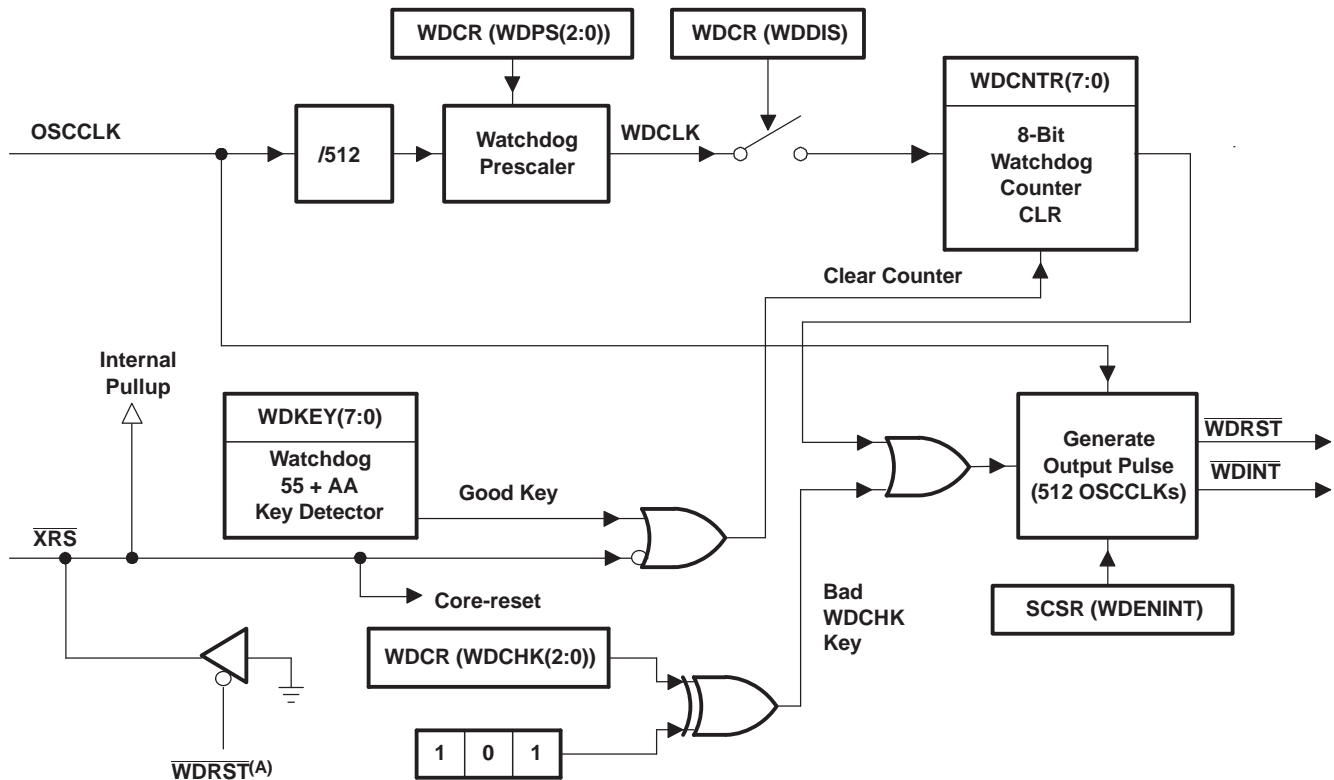 WDCR (WDPS(2:0))
WDCR (WDDIS)
WDCNTR(7:0)
OSCCLK
/512
Watchdog
Prescaler
WDCLK
8-Bit
Watchdog
Counter
CLR
Clear Counter
Internal
Pullup
WDKEY(7:0)
Watchdog
55 + AA
Key Detector
Good Key
Generate
Output Pulse
(512 OSCCLKs)
WDRST
WDINT
XRS
Core-reset
Bad
WDCHK
Key
SCSR (WDENINT)
WDCR (WDCHK(2:0))
1 0 1
WDRST(A)